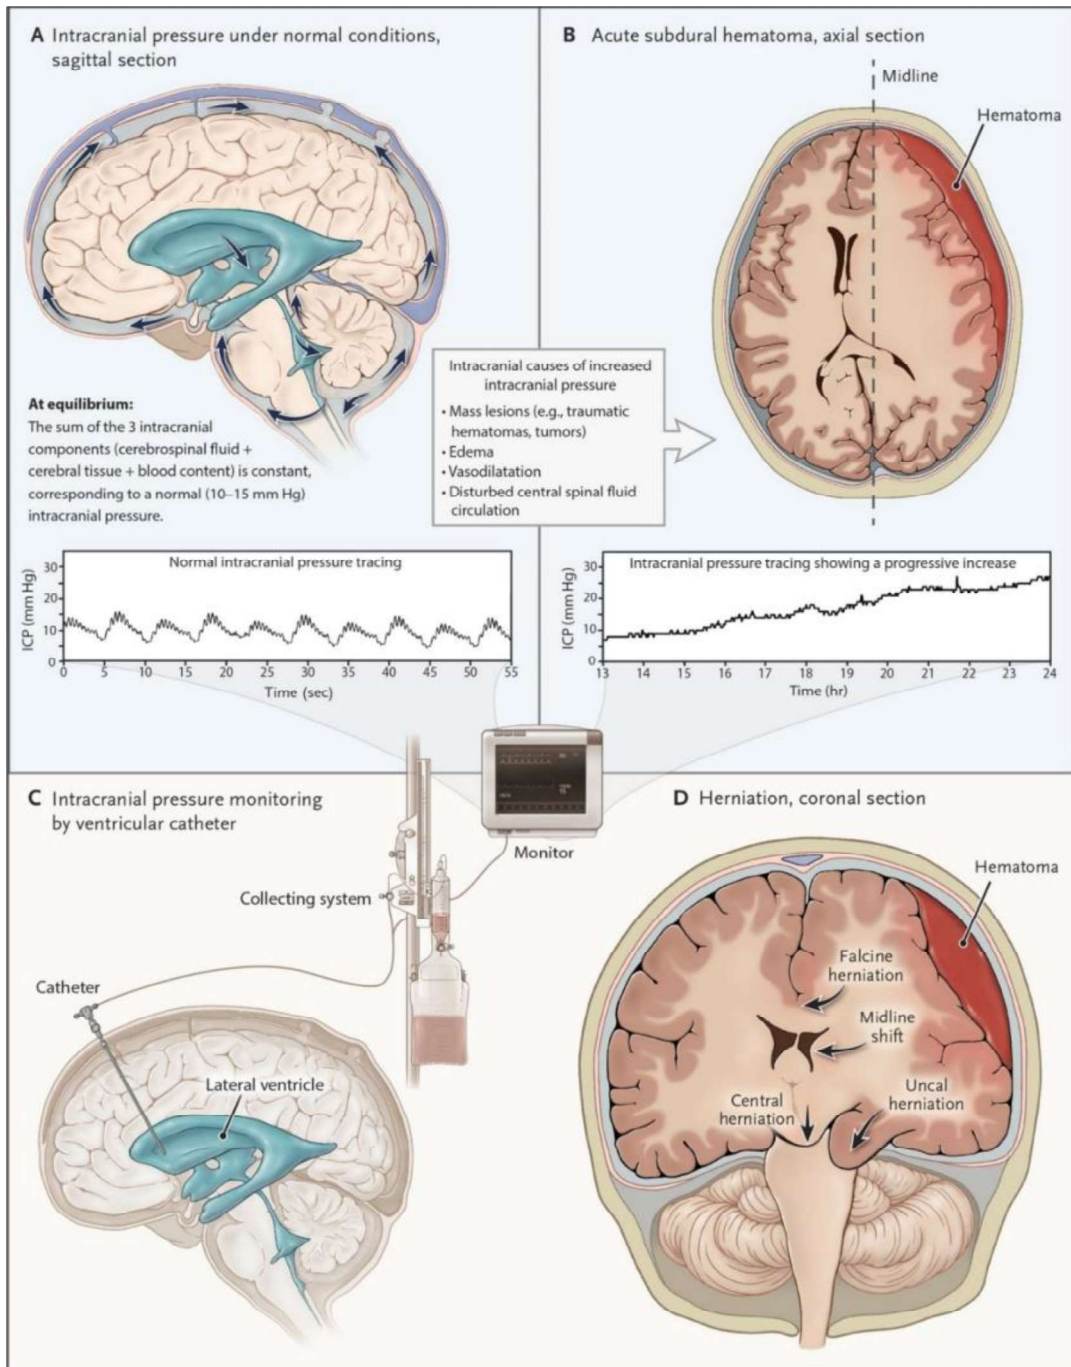 A Intracranial pressure under normal conditions,
sagittal section
B Acute subdural hematoma, axial section
Midline
Hematoma
At equilibrium:
The sum of the 3 intracranial
components (cerebrospinal fluid +
cerebral tissue + blood content) is constant,
corresponding to a normal (10–15 mm Hg)
intracranial pressure.
Intracranial causes of increased
intracranial pressure
• Mass lesions (e.g., traumatic
hematomas, tumors)
• Edema
• Vasodilatation
• Disturbed central spinal fluid
circulation
Normal intracranial pressure tracing
ICP (mm Hg)
30
20
10
0
0 5 10 15 20 25 30 35 40 45 50 55
Time (sec)
Intracranial pressure tracing showing a progressive increase
ICP (mm Hg)
30
20
10
0
13 14 15 16 17 18 19 20 21 22 23 24
Time (hr)
C Intracranial pressure monitoring
by ventricular catheter
Monitor
Collecting system
Catheter
Lateral ventricle
D Herniation, coronal section
Hematoma
Falcine
herniation
Midline
shift
Central
herniation
Uncal
herniation